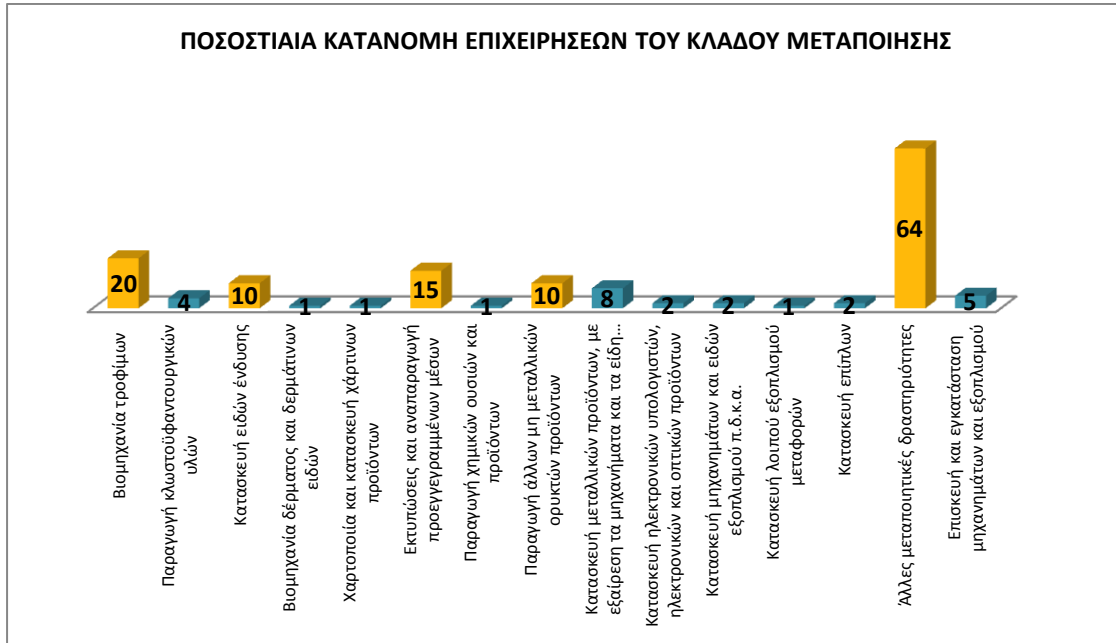 ΠΟΣΟΣΤΙΑΙΑ ΚΑΤΑΝΟΜΗ ΕΠΙΧΕΙΡΗΣΕΩΝ ΤΟΥ ΚΛΑΔΟΥ ΜΕΤΑΠΟΙΗΣΗΣ
20
4
10
1
1
15
1
10
8
2
2
1
2
64
5
Βιομηχανία τροφίμων
Παραγωγή κλωστοϋφαντουργικών
υλών
Κατασκευή ειδών ένδυσης
Βιομηχανία δέρματος και δερμάτινων
ειδών
Χαρτοποιία και κατασκευή χάρτινων
προϊόντων
Εκτυπώσεις και αναπαραγωγή
προεγγεγραμμένων μέσων
Παραγωγή χημικών ουσιών και
προϊόντων
Παραγωγή άλλων μη μεταλλικών
ορυκτών προϊόντων
Κατασκευή μεταλλικών προϊόντων, με
εξαίρεση τα μηχανήματα και τα είδη...
Κατασκευή ηλεκτρονικών υπολογιστών,
ηλεκτρονικών και οπτικών προϊόντων
Κατασκευή μηχανημάτων και ειδών
εξοπλισμού π.δ.κ.α.
Κατασκευή λοιπού εξοπλισμού
μεταφορών
Κατασκευή επίπλων
Άλλες μεταποιητικές δραστηριότητες
Επισκευή και εγκατάσταση
μηχανημάτων και εξοπλισμού